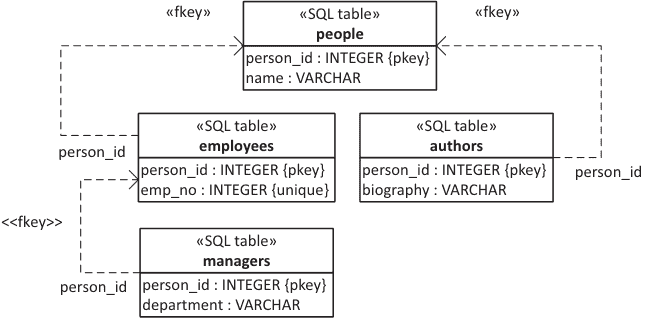 «fkey»
«SQL table»
people
person_id : INTEGER {pkey}
name : VARCHAR
«fkey»
«SQL table»
employees
person_id : INTEGER {pkey}
emp_no : INTEGER {unique}
person_id
«SQL table»
authors
person_id : INTEGER {pkey}
biography : VARCHAR
person_id
<<fkey>>
«SQL table»
managers
person_id : INTEGER {pkey}
department : VARCHAR
person_id